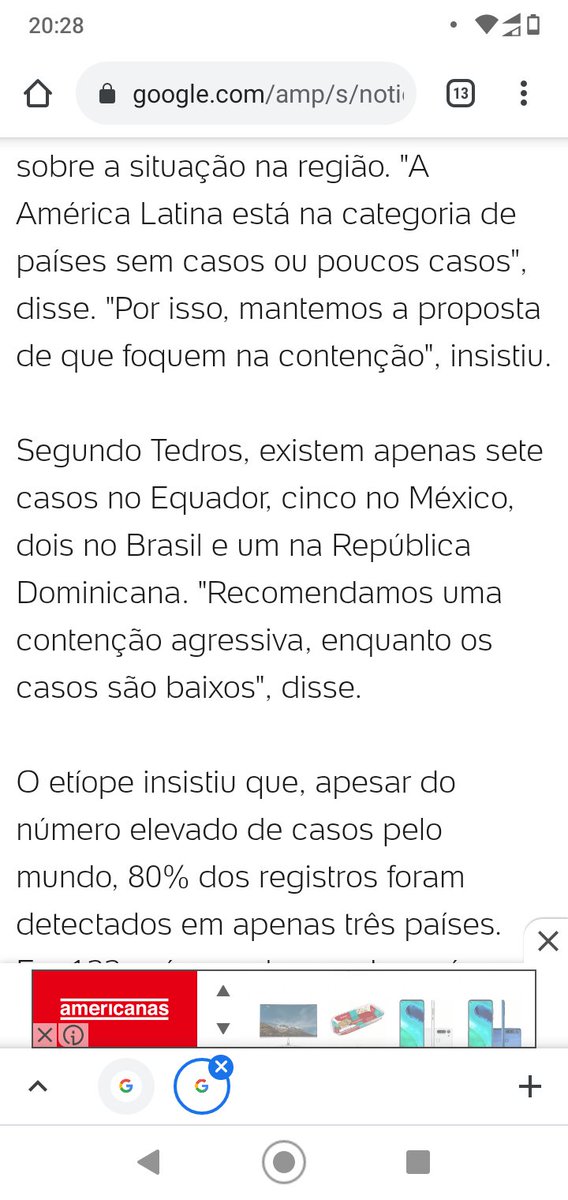 20:28
google.com/amp/s/noti
13
sobre a situação na região. "A
América Latina está na categoria de
países sem casos ou poucos casos",
disse. "Por isso, mantemos a proposta
de que foquem na contenção", insistiu.
Segundo Tedros, existem apenas sete
casos no Equador, cinco no México,
dois no Brasil e um na República
Dominicana. "Recomendamos uma
contenção agressiva, enquanto os
casos são baixos", disse.
O etíope insistiu que, apesar do
número elevado de casos pelo
mundo, 80% dos registros foram
detectados em apenas três países.
americanas